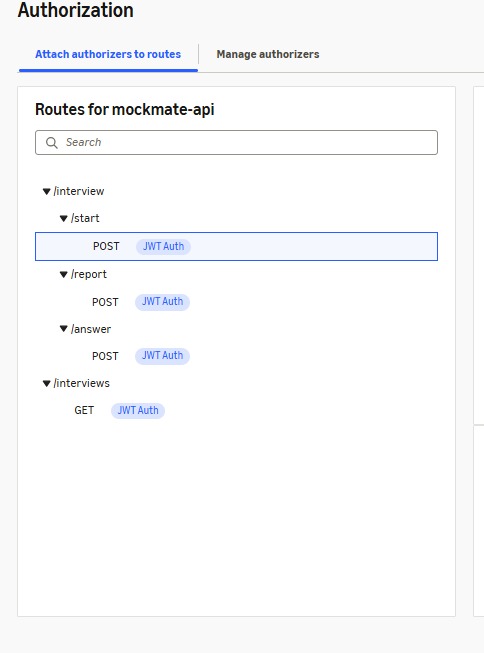 Authorization
Attach authorizers to routes
Manage authorizers
Routes for mockmate-api
Search
/interview
/start
POST JWT Auth
/report
POST JWT Auth
/answer
POST JWT Auth
/interviews
GET JWT Auth